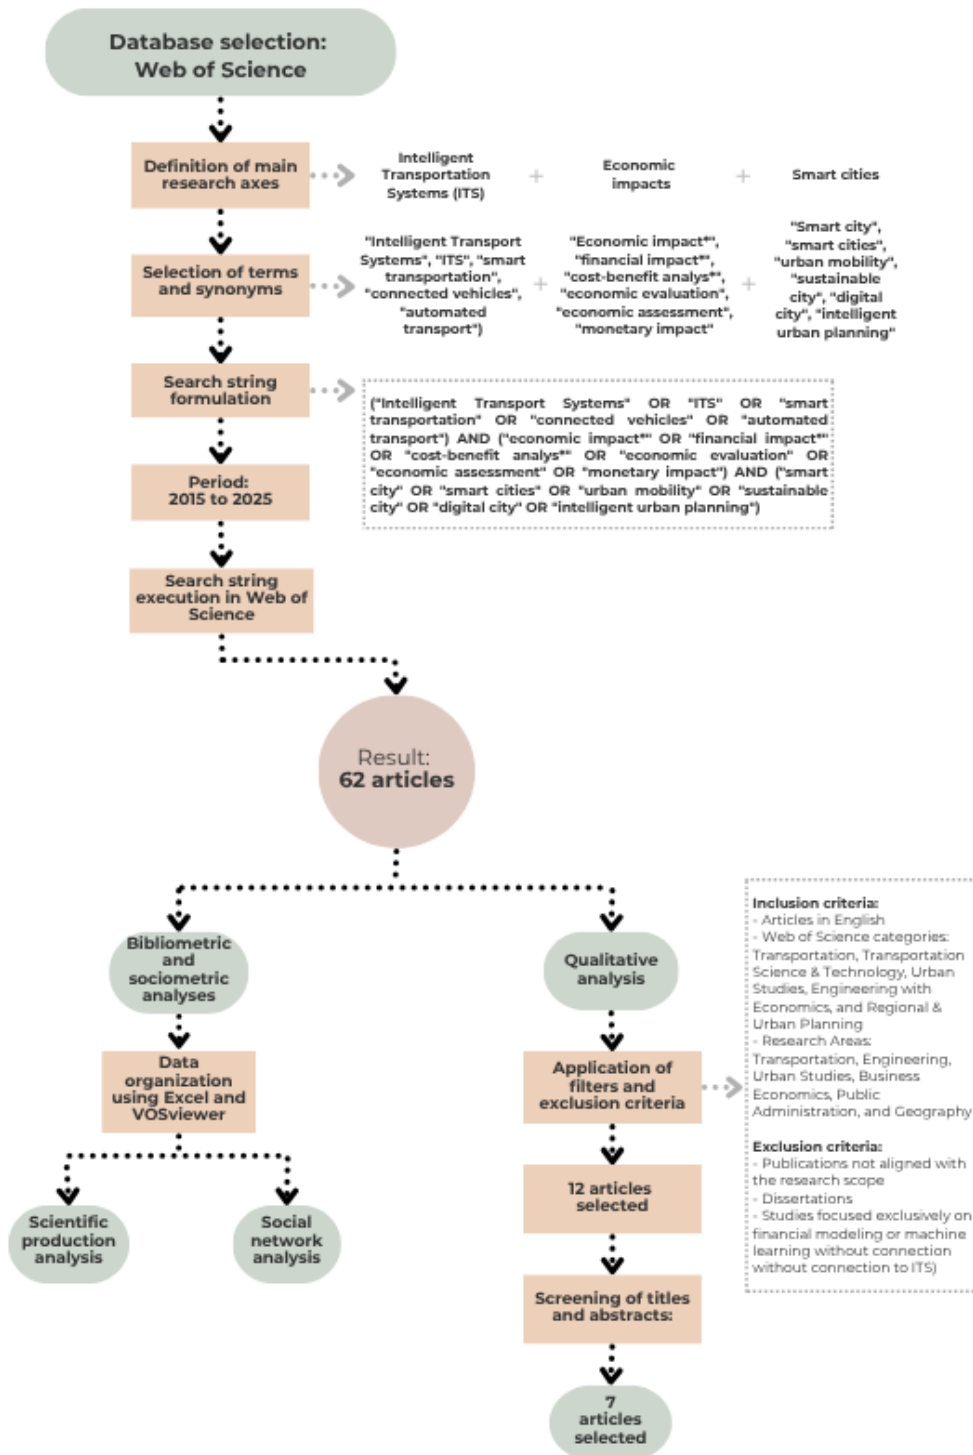 Database selection:
Web of Science
Definition of main
research axes
Intelligent
Transportation
Systems (ITS)
+
Economic
impacts
+
Smart cities
Selection of terms
and synonyms
"Intelligent Transport
Systems", "ITS", "smart
transportation",
"connected vehicles",
"automated
transport")
+
"Economic impact*",
"financial impact*",
"cost-benefit analys*",
"economic evaluation",
"economic assessment",
"monetary impact"
+
"Smart city",
"smart cities",
"urban mobility",
"sustainable
city", "digital
city", "intelligent
urban planning"
Search string
formulation
("Intelligent Transport Systems" OR "ITS" OR "smart
transportation" OR "connected vehicles" OR "automated
transport") AND ("economic impact*" OR "financial impact*"
OR "cost-benefit analys*" OR "economic evaluation" OR
"economic assessment" OR "monetary impact") AND ("smart
city" OR "smart cities" OR "urban mobility" OR "sustainable
city" OR "digital city" OR "intelligent urban planning")
Period:
2015 to 2025
Search string
execution in Web of
Science
Result:
62 articles
Bibliometric
and
sociometric
analyses
Data
organization
using Excel and
VOSviewer
Scientific
production
analysis
Social
network
analysis
Qualitative
analysis
Application of
filters and
exclusion criteria
Inclusion criteria:
- Articles in English
- Web of Science categories:
Transportation, Transportation
Science & Technology, Urban
Studies, Engineering with
Economics, and Regional &
Urban Planning
- Research Areas:
Transportation, Engineering,
Urban Studies, Business
Economics, Public
Administration, and Geography
Exclusion criteria:
- Publications not aligned with
the research scope
- Dissertations
- Studies focused exclusively on
financial modeling or machine
learning without connection
without connection to ITS)
12 articles
selected
Screening of titles
and abstracts:
7
articles
selected